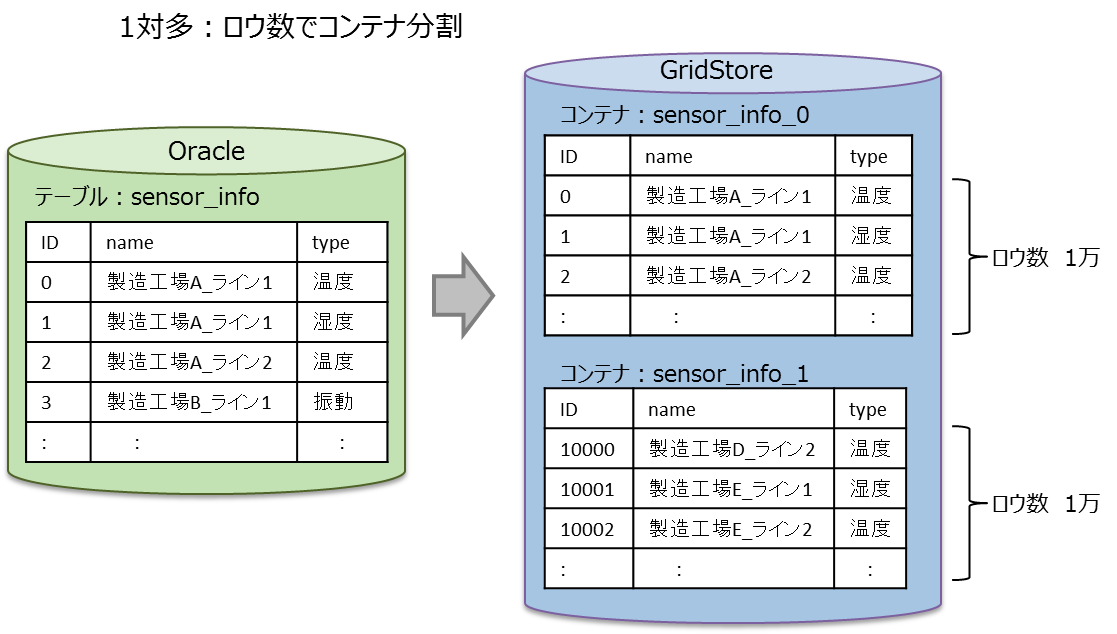 1対多：ロウ数でコンテナ分割
Oracle
テーブル：sensor_info
ID name type
0 製造工場A_ライン1 温度
1 製造工場A_ライン1 湿度
2 製造工場A_ライン2 温度
3 製造工場B_ライン1 振動
: : :
GridStore
コンテナ：sensor_info_0
ID name type
0 製造工場A_ライン1 温度
1 製造工場A_ライン1 湿度
2 製造工場A_ライン2 温度
: : :
ロウ数 1万
コンテナ：sensor_info_1
ID name type
10000 製造工場D_ライン2 温度
10001 製造工場E_ライン1 湿度
10002 製造工場E_ライン2 温度
: : :
ロウ数 1万